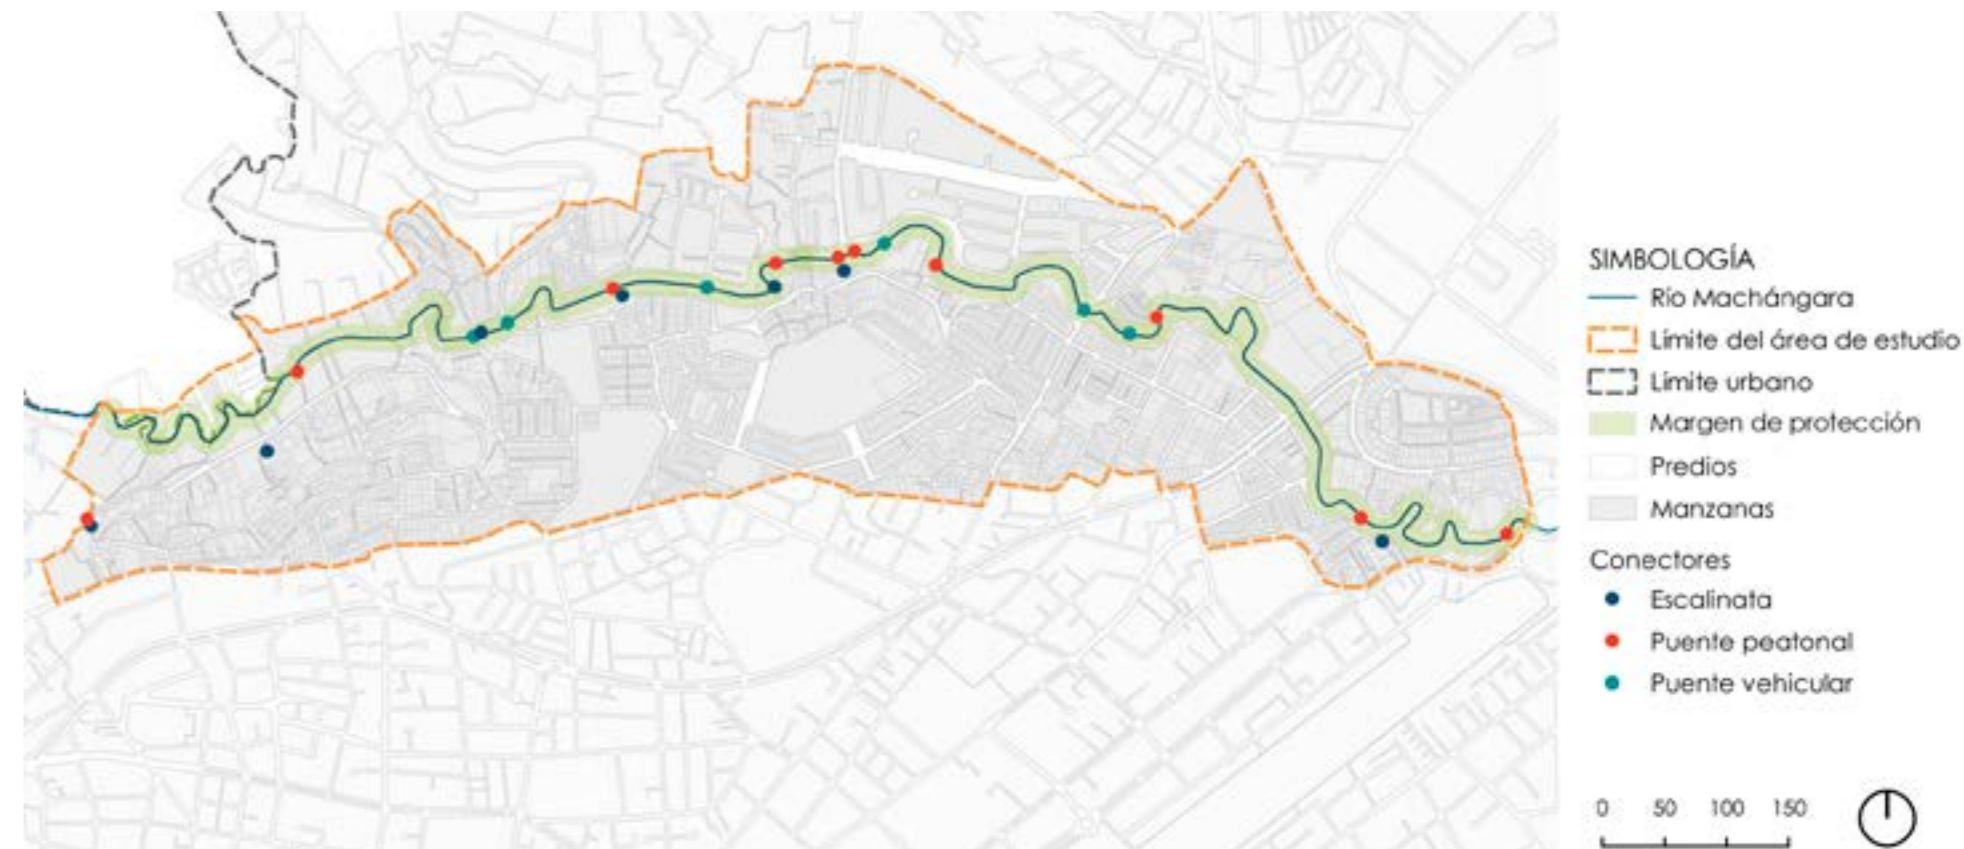 SIMBOLOGÍA
Río Machángara
Límite del área de estudio
Límite urbano
Margen de protección
Predios
Manzanas
Conectores
Escalinata
Puente peatonal
Puente vehicular
0 50 100 150